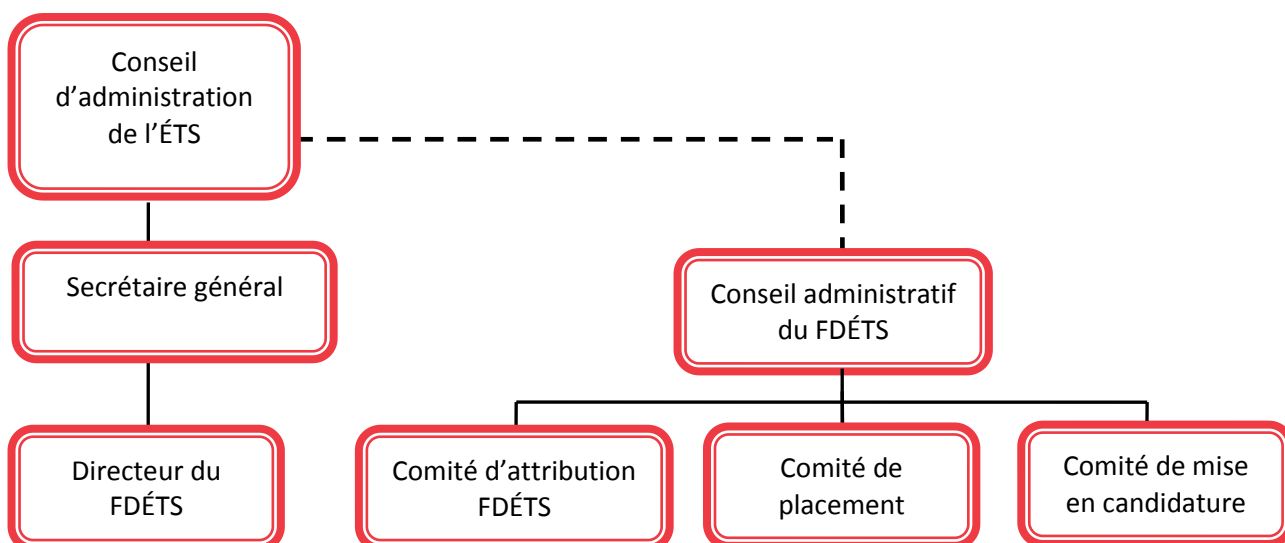 Conseil
d’administration
de l’ÉTS
Secrétaire général
Conseil administratif
du FDÉTS
Directeur du
FDÉTS
Comité d’attribution
FDÉTS
Comité de
placement
Comité de mise
en candidature